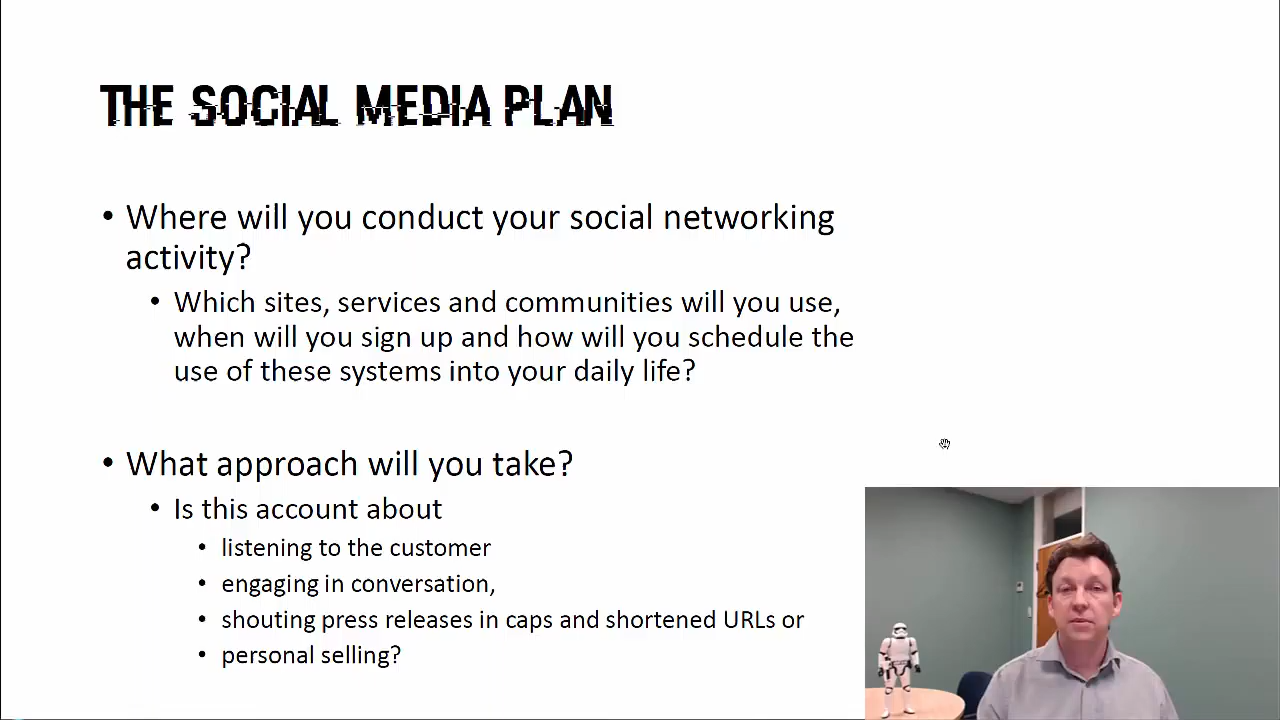 THE SOCIAL MEDIA PLAN
• Where will you conduct your social networking
activity?
• Which sites, services and communities will you use,
when will you sign up and how will you schedule the
use of these systems into your daily life?
• What approach will you take?
• Is this account about
• listening to the customer
• engaging in conversation,
• shouting press releases in caps and shortened URLs or
• personal selling?